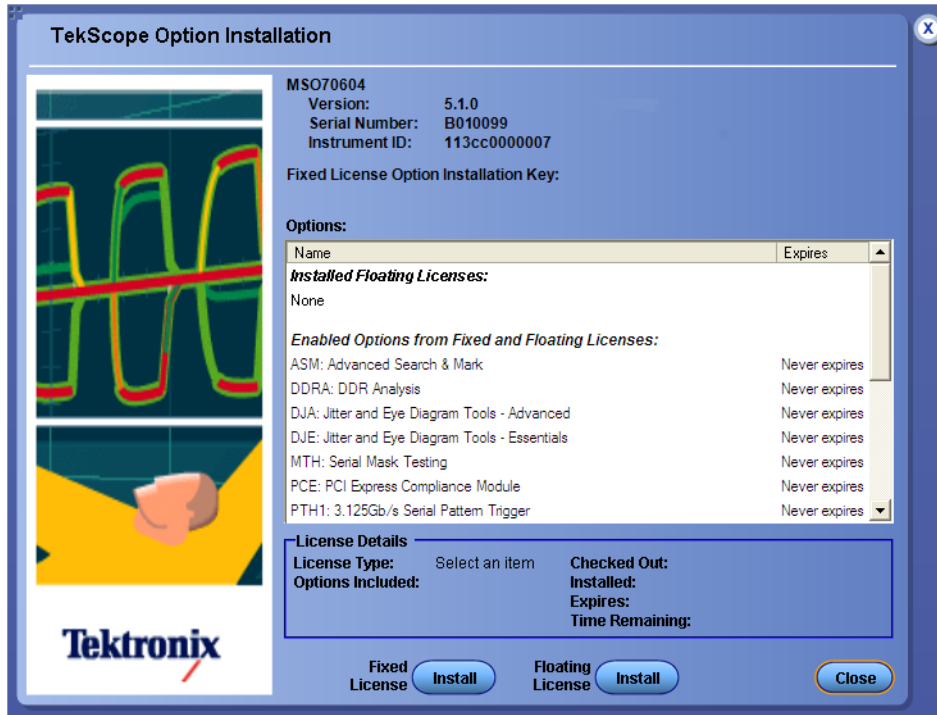 TekScope Option Installation
X
MSO70604
Version: 5.1.0
Serial Number: B010099
Instrument ID: 113cc0000007
Fixed License Option Installation Key:
Options:
Name Expires
Installed Floating Licenses:
None
Enabled Options from Fixed and Floating Licenses:
ASM: Advanced Search & Mark Never expires
DDRA: DDR Analysis Never expires
DJA: Jitter and Eye Diagram Tools - Advanced Never expires
DJE: Jitter and Eye Diagram Tools - Essentials Never expires
MTH: Serial Mask Testing Never expires
PCE: PCI Express Compliance Module Never expires
PTH1: 3.125Gb/s Serial Pattern Trigger Never expires
License Details
License Type: Select an item Checked Out:
Options Included: Installed:
Expires:
Time Remaining:
Tektronix
Fixed License Install Floating License Install Close